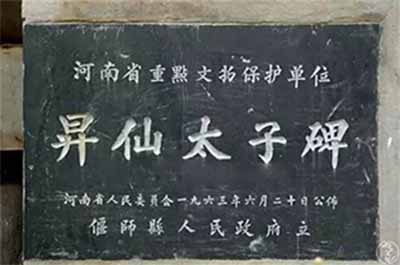 河南省重點文物保护单位
昇仙太子碑
河南省人民委員会一九六三年六月二十日公佈
偃師縣人民政府立